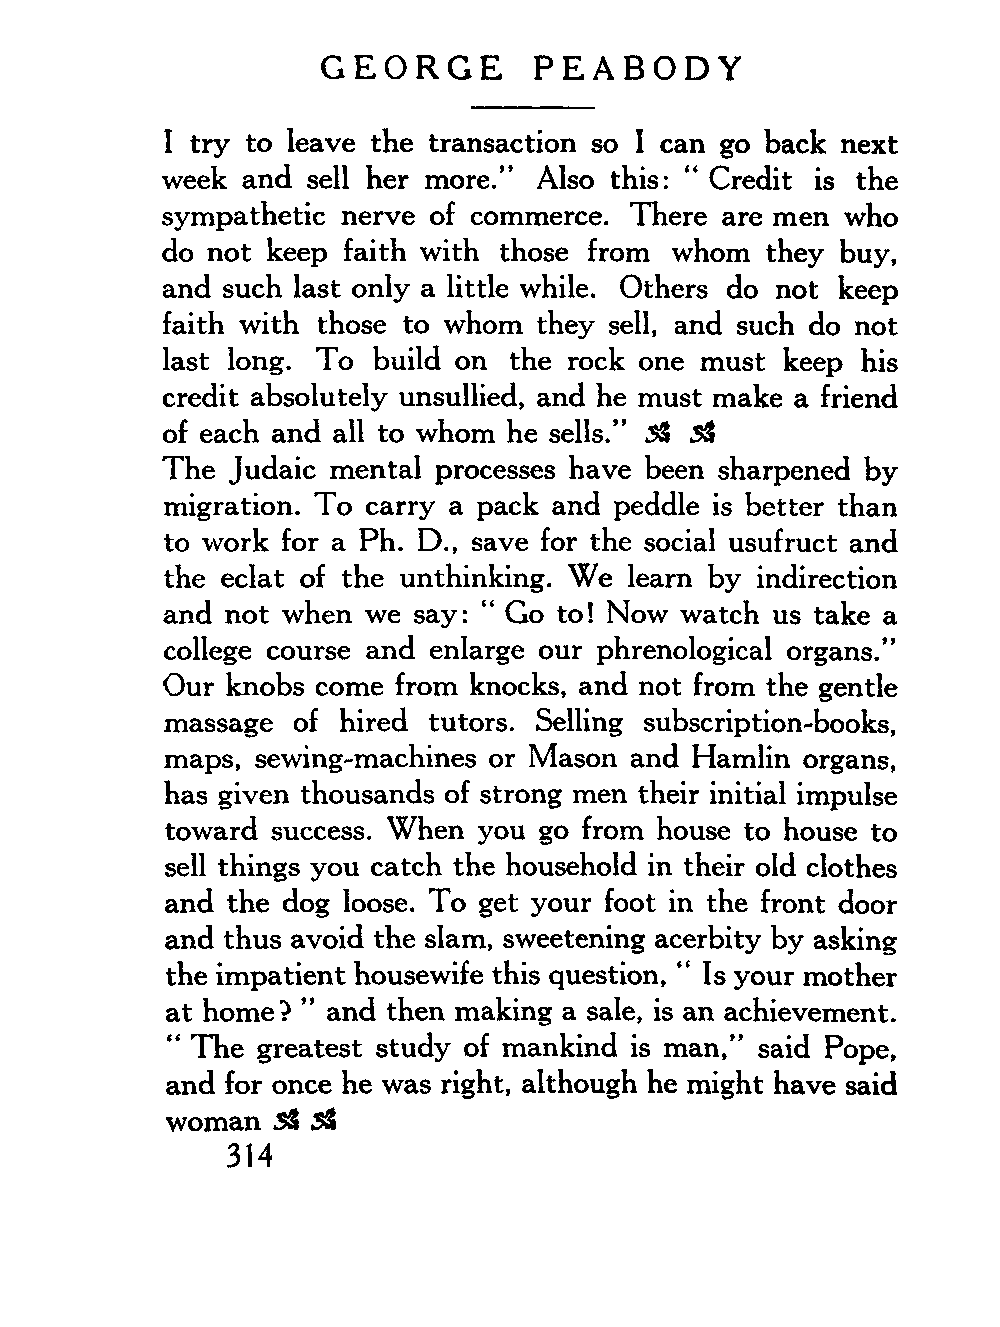 GEORGE PEABODY
I try to leave the transaction so I can go back next
week and sell her more.” Also this: “ Credit is the
sympathetic nerve of commerce. There are men who
do not keep faith with those from whom they buy,
and such last only a little while. Others do not keep
faith with those to whom they sell, and such do not
last long. To build on the rock one must keep his
credit absolutely unsullied, and he must make a friend
of each and all to whom he sells.”
The Judaic mental processes have been sharpened by
migration. To carry a pack and peddle is better than
to work for a Ph. D., save for the social usufruct and
the eclat of the unthinking. We learn by indirection
and not when we say: “ Go to! Now watch us take a
college course and enlarge our phrenological organs.”
Our knobs come from knocks, and not from the gentle
massage of hired tutors. Selling subscription-books,
maps, sewing-machines or Mason and Hamlin organs,
has given thousands of strong men their initial impulse
toward success. When you go from house to house to
sell things you catch the household in their old clothes
and the dog loose. To get your foot in the front door
and thus avoid the slam, sweetening acerbity by asking
the impatient housewife this question, “ Is your mother
at home? ” and then making a sale, is an achievement.
“ The greatest study of mankind is man,” said Pope,
and for once he was right, although he might have said
woman
314